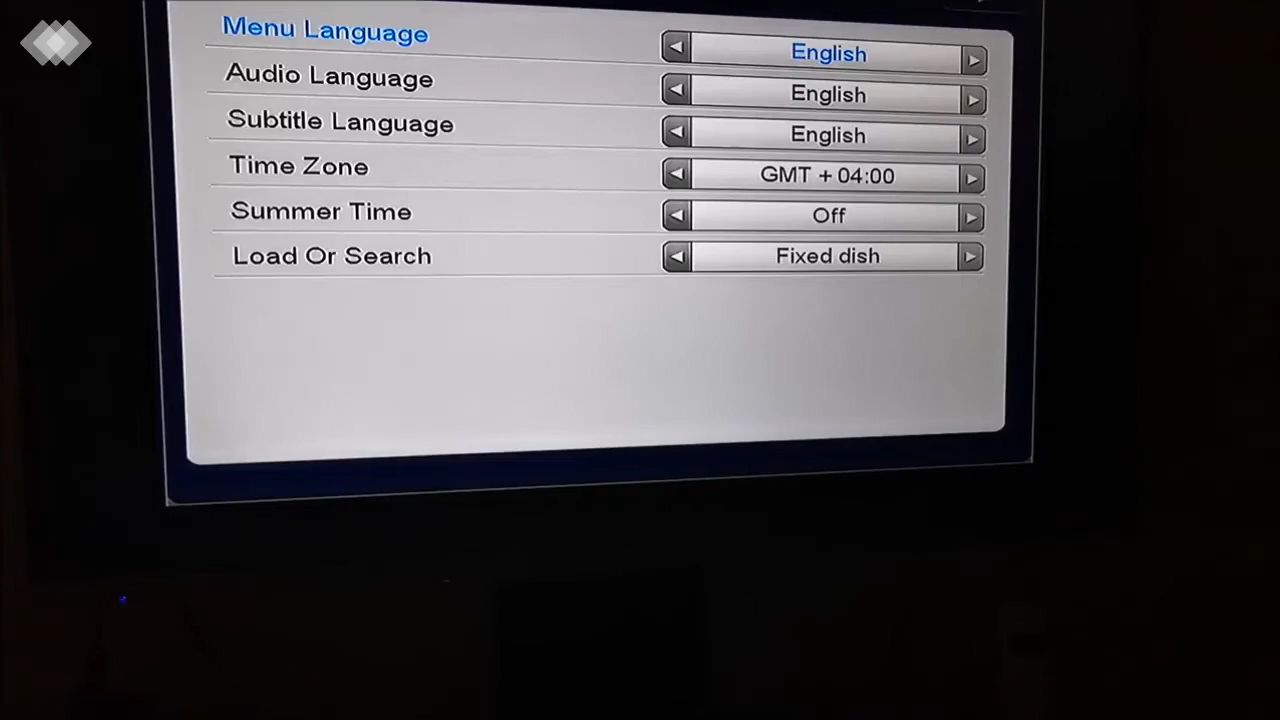 Menu Language English
Audio Language English
Subtitle Language English
Time Zone GMT + 04:00
Summer Time Off
Load Or Search Fixed dish